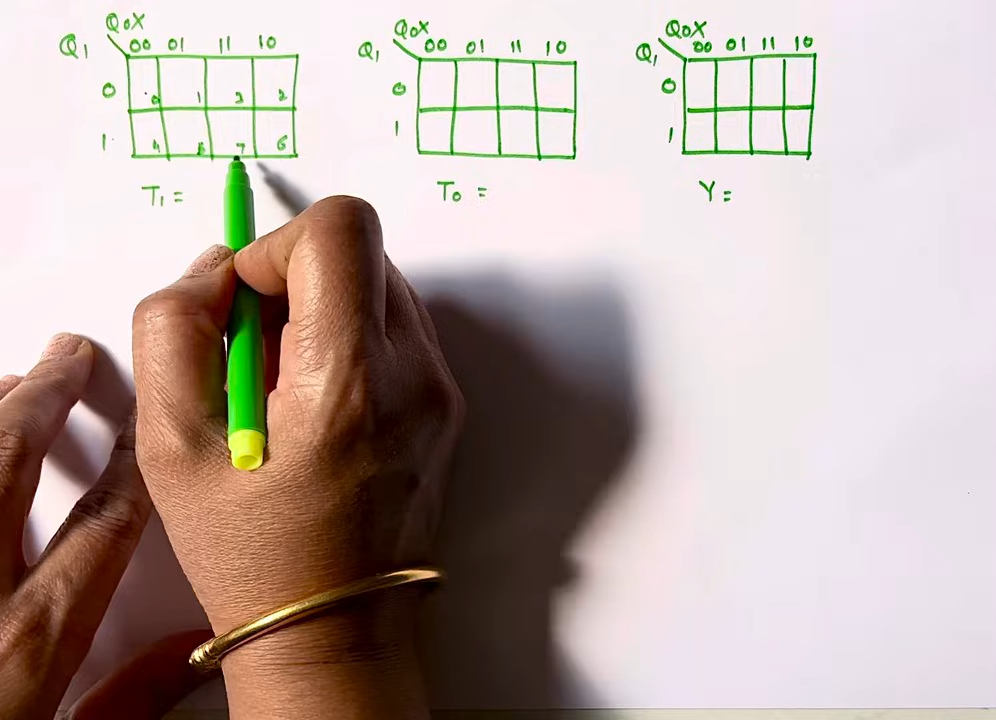 Q0X Q0X Q0X
Q1 00 01 11 10 Q1 00 01 11 10 Q1 00 01 11 10
0 0 1 3 2 0 0
1 4 5 7 6 1 1
T1 = T0 = Y =